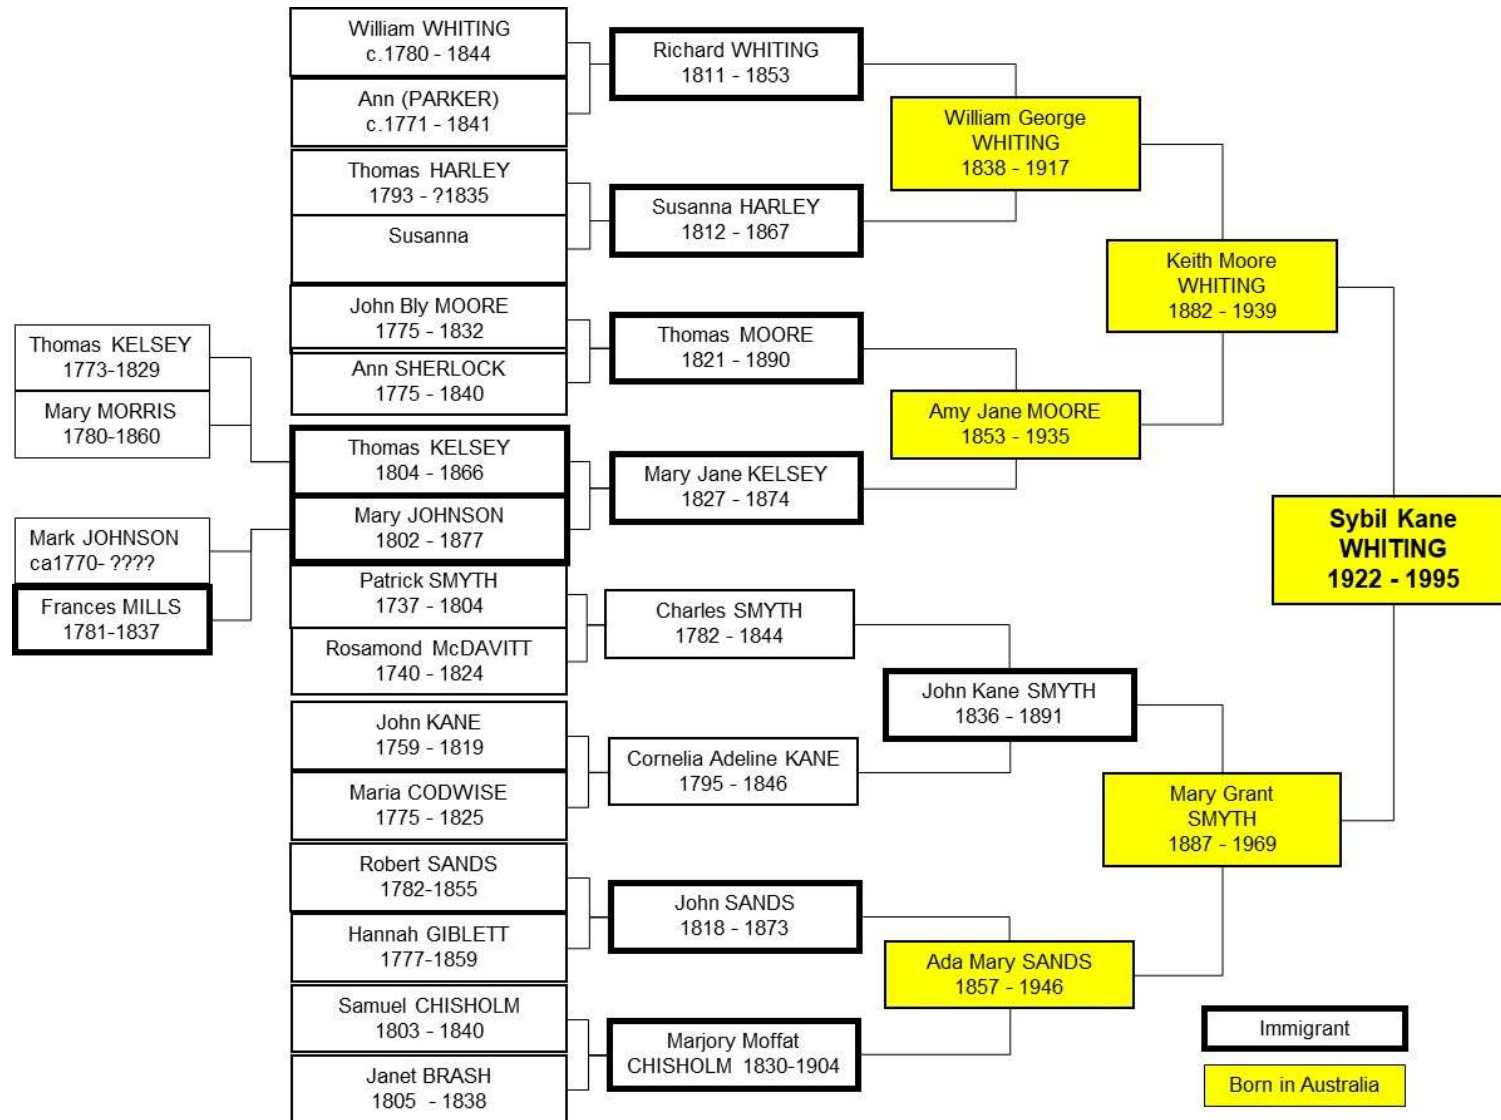 Thomas KELSEY
1773-1829
Mary MORRIS
1780-1860
Mark JOHNSON
ca1770- ????
Frances MILLS
1781-1837
William WHITING
c.1780 - 1844
Ann (PARKER)
c.1771 - 1841
Thomas HARLEY
1793 - ?1835
Susanna
John Bly MOORE
1775 - 1832
Ann SHERLOCK
1775 - 1840
Thomas KELSEY
1804 - 1866
Mary JOHNSON
1802 - 1877
Patrick SMYTH
1737 - 1804
Rosamond McDAVITT
1740 - 1824
John KANE
1759 - 1819
Maria CODWISE
1775 - 1825
Robert SANDS
1782-1855
Hannah GIBLETT
1777-1859
Samuel CHISHOLM
1803 - 1840
Janet BRASH
1805 - 1838
Richard WHITING
1811 - 1853
Susanna HARLEY
1812 - 1867
Thomas MOORE
1821 - 1890
Mary Jane KELSEY
1827 - 1874
Charles SMYTH
1782 - 1844
Cornelia Adeline KANE
1795 - 1846
John SANDS
1818 - 1873
Marjory Moffat
CHISHOLM 1830-1904
William George
WHITING
1838 - 1917
Amy Jane MOORE
1853 - 1935
John Kane SMYTH
1836 - 1891
Ada Mary SANDS
1857 - 1946
Keith Moore
WHITING
1882 - 1939
Mary Grant
SMYTH
1887 - 1969
Sybil Kane
WHITING
1922 - 1995
Immigrant
Born in Australia